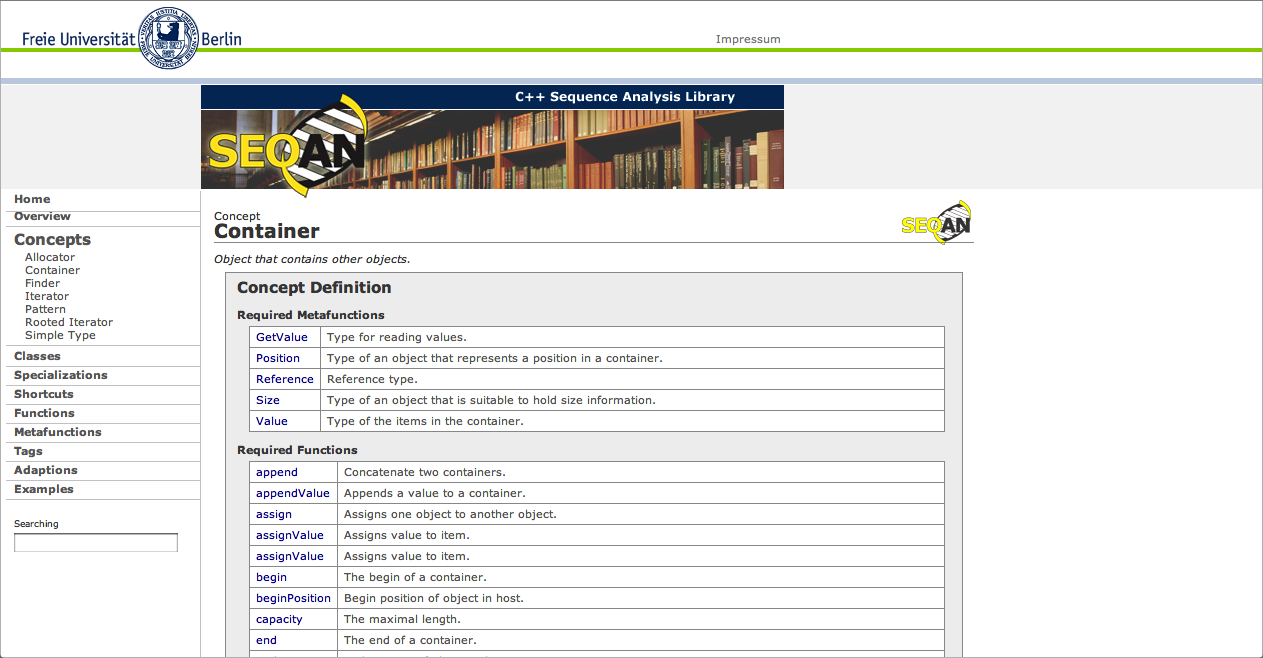 Freie Universität Berlin
Impressum
C++ Sequence Analysis Library
SEQAN
Home
Overview
Concepts
Allocator
Container
Finder
Iterator
Pattern
Rooted Iterator
Simple Type
Classes
Specializations
Shortcuts
Functions
Metafunctions
Tags
Adaptions
Examples
Searching
Concept
Container
SEQAN
Object that contains other objects.
Concept Definition
Required Metafunctions
GetValue Type for reading values.
Position Type of an object that represents a position in a container.
Reference Reference type.
Size Type of an object that is suitable to hold size information.
Value Type of the items in the container.
Required Functions
append Concatenate two containers.
appendValue Appends a value to a container.
assign Assigns one object to another object.
assignValue Assigns value to item.
assignValue Assigns value to item.
begin The begin of a container.
beginPosition Begin position of object in host.
capacity The maximal length.
end The end of a container.